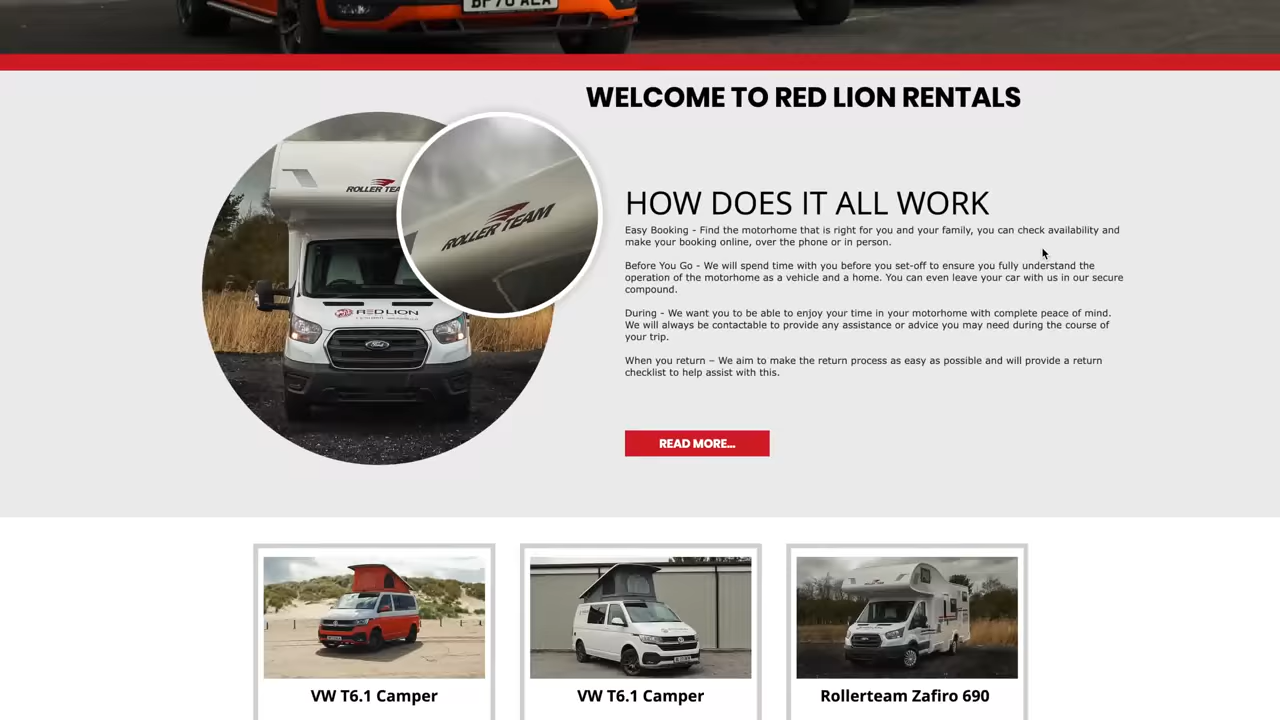 WELCOME TO RED LION RENTALS
ROLLER TEA
ROLLER TEAM
HOW DOES IT ALL WORK
Easy Booking - Find the motorhome that is right for you and your family, you can check availability and
make your booking online, over the phone or in person.
Before You Go - We will spend time with you before you set-off to ensure you fully understand the
operation of the motorhome as a vehicle and a home. You can even leave your car with us in our secure
compound.
During - We want you to be able to enjoy your time in your motorhome with complete peace of mind.
We will always be contactable to provide any assistance or advice you may need during the course of
your trip.
When you return – We aim to make the return process as easy as possible and will provide a return
checklist to help assist with this.
RED LION
Ford
READ MORE...
VW T6.1 Camper
VW T6.1 Camper
Rollerteam Zafiro 690